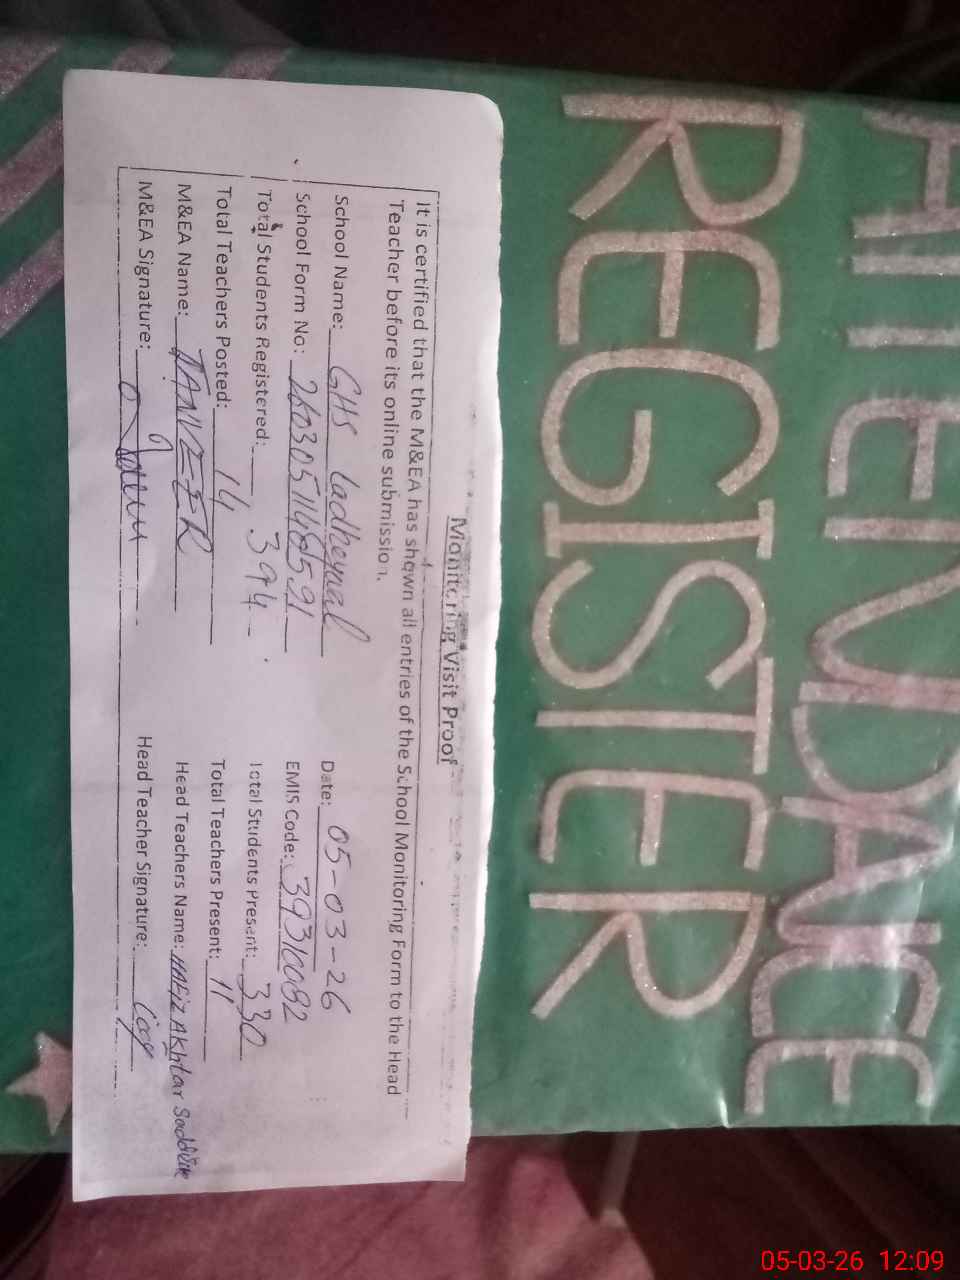 ATTENDANCE
REGISTER
Monitoring Visit Proof
It is certified that the M&EA has shown all entries of the School Monitoring Form to the Head
Teacher before its online submission.
School Name: GHS Ladheywal Date: 05-03-26
School Form No: EMIS Code: 39310082
Total Students Registered: 394 Total Students Present: 330
Total Teachers Posted: 14 Total Teachers Present: 11
M&EA Name: TANVEER Head Teachers Name: HAFIZ Akhtar
M&EA Signature: Head Teacher Signature:
05-03-26 12:09